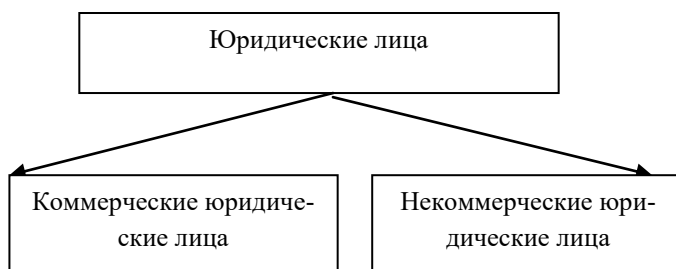 Юридические лица
Коммерческие юридиче-
ские лица
Некоммерческие юри-
дические лица